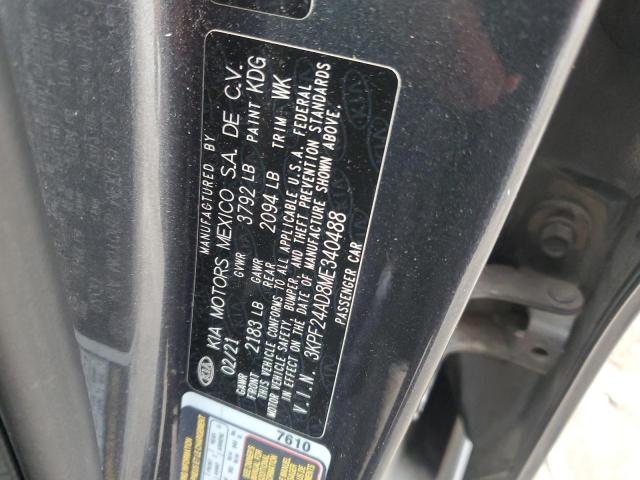 MANUFACTURED BY
KIA KIA MOTORS MEXICO S.A. DE C.V.
02/21 GVWR 3792 LB PAINT KDG
GAWR FRONT 2183 LB GAWR REAR 2094 LB TRIM WK
THIS VEHICLE CONFORMS TO ALL APPLICABLE U.S.A. FEDERAL
MOTOR VEHICLE SAFETY, BUMPER, AND THEFT PREVENTION STANDARDS
IN EFFECT ON THE DATE OF MANUFACTURE SHOWN ABOVE.
V.I.N. 3KPF24AD8ME340488
PASSENGER CAR
7610